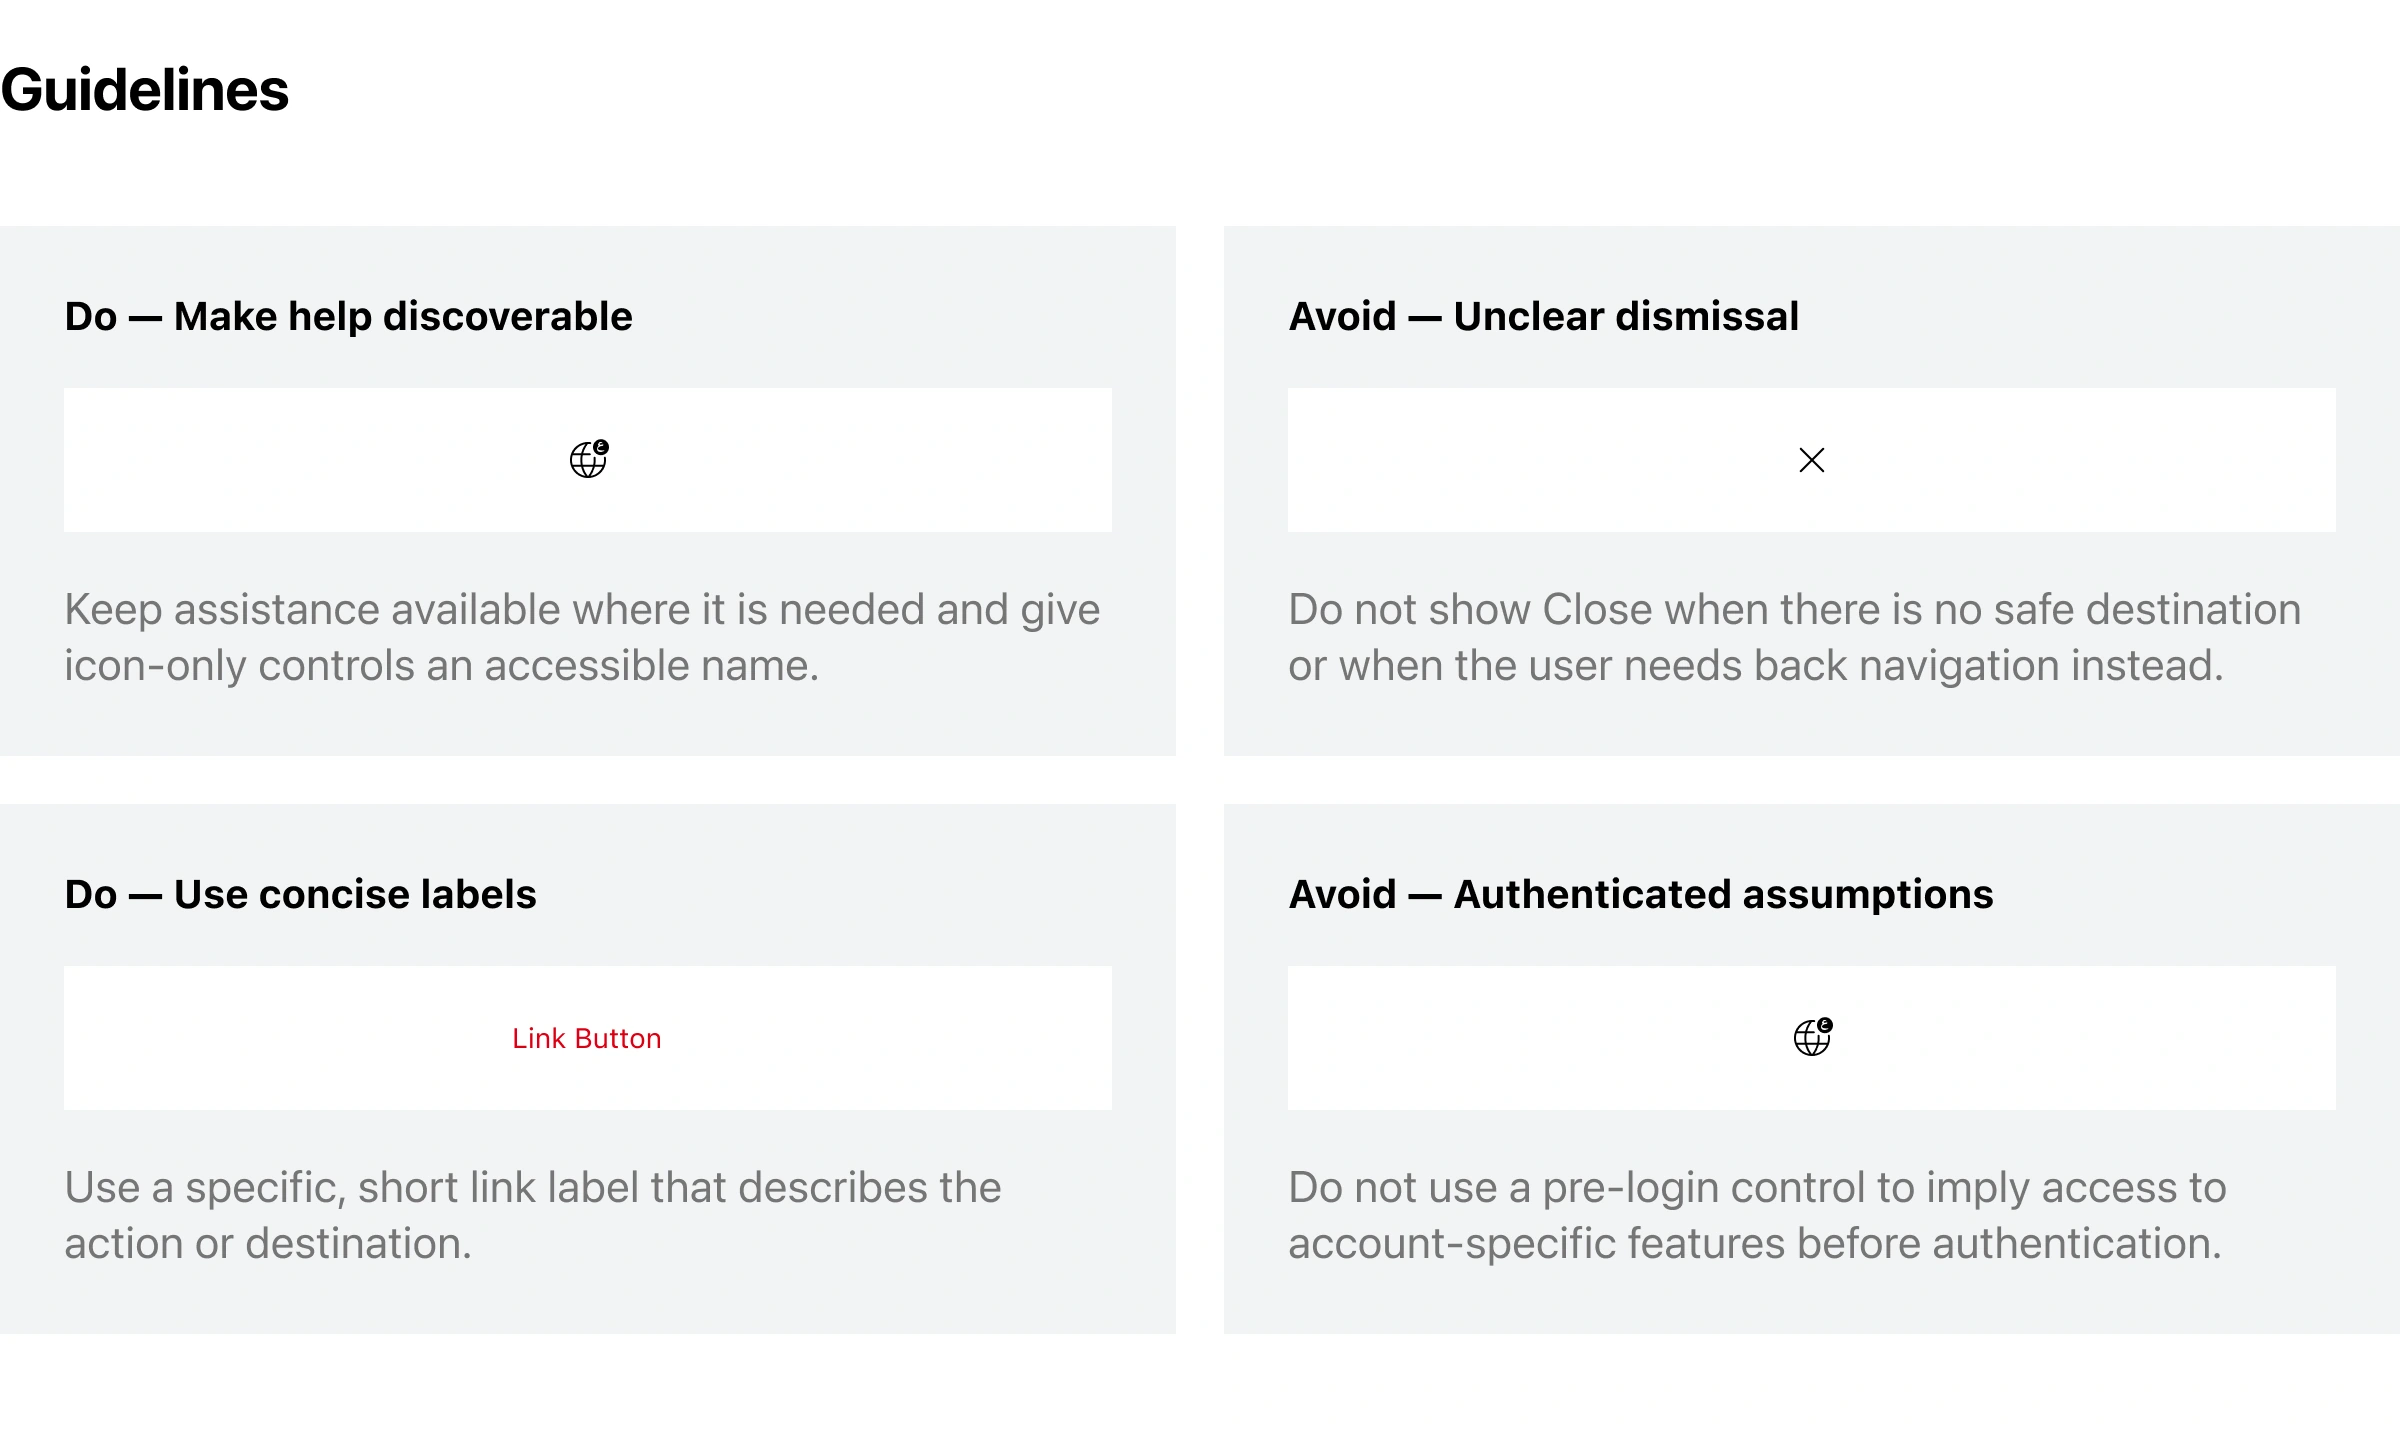 Guidelines
Do — Make help discoverable
ع
Keep assistance available where it is needed and give
icon-only controls an accessible name.
Avoid — Unclear dismissal
Do not show Close when there is no safe destination
or when the user needs back navigation instead.
Do — Use concise labels
Link Button
Use a specific, short link label that describes the
action or destination.
Avoid — Authenticated assumptions
ع
Do not use a pre-login control to imply access to
account-specific features before authentication.